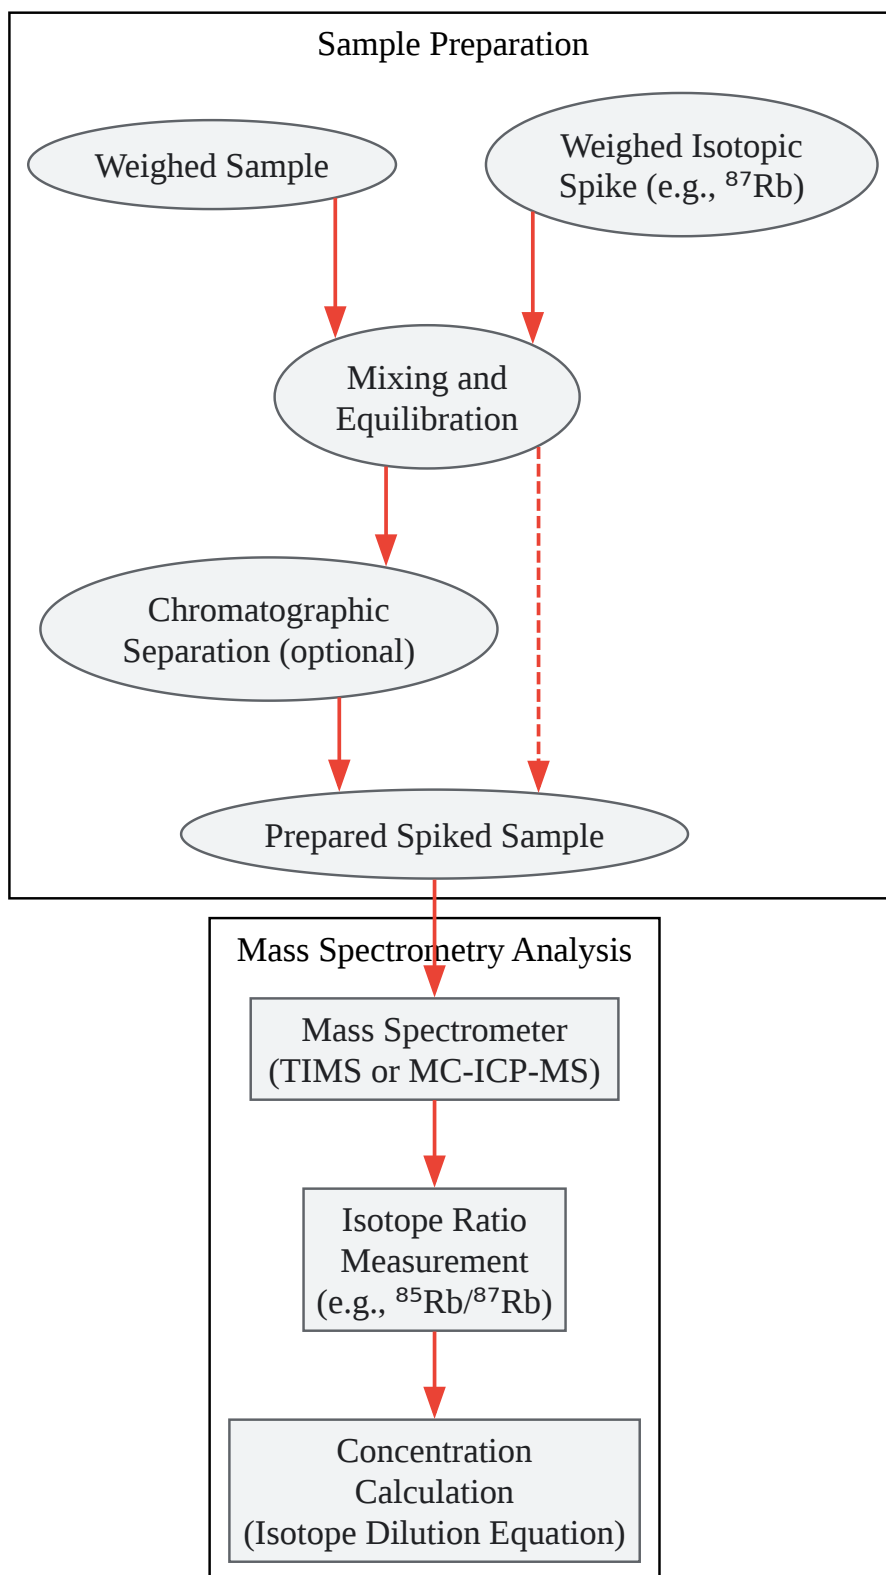 Sample Preparation
Weighed Sample
Weighed Isotopic
Spike (e.g., ⁸⁷Rb)
Mixing and
Equilibration
Chromatographic
Separation (optional)
Prepared Spiked Sample
Mass Spectrometry Analysis
Mass Spectrometer
(TIMS or MC-ICP-MS)
Isotope Ratio
Measurement
(e.g., ⁸⁵Rb/⁸⁷Rb)
Concentration
Calculation
(Isotope Dilution Equation)